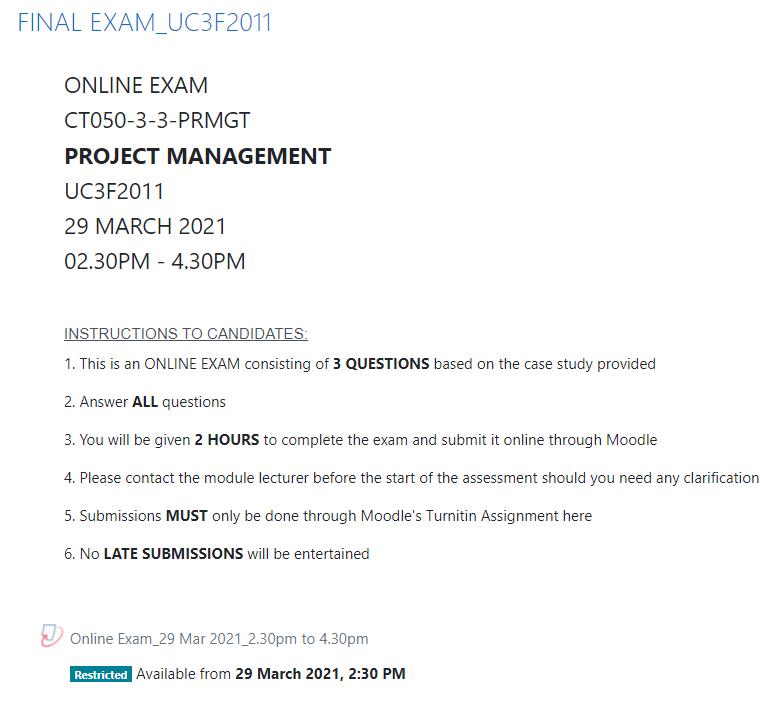 FINAL EXAM_UC3F2011
ONLINE EXAM
CT050-3-3-PRMGT
PROJECT MANAGEMENT
UC3F2011
29 MARCH 2021
02.30PM - 4.30PM
INSTRUCTIONS TO CANDIDATES:
1. This is an ONLINE EXAM consisting of 3 QUESTIONS based on the case study provided
2. Answer ALL questions
3. You will be given 2 HOURS to complete the exam and submit it online through Moodle
4. Please contact the module lecturer before the start of the assessment should you need any clarification
5. Submissions MUST only be done through Moodle's Turnitin Assignment here
6. No LATE SUBMISSIONS will be entertained
Online Exam_29 Mar 2021_2.30pm to 4.30pm
Restricted Available from 29 March 2021, 2:30 PM